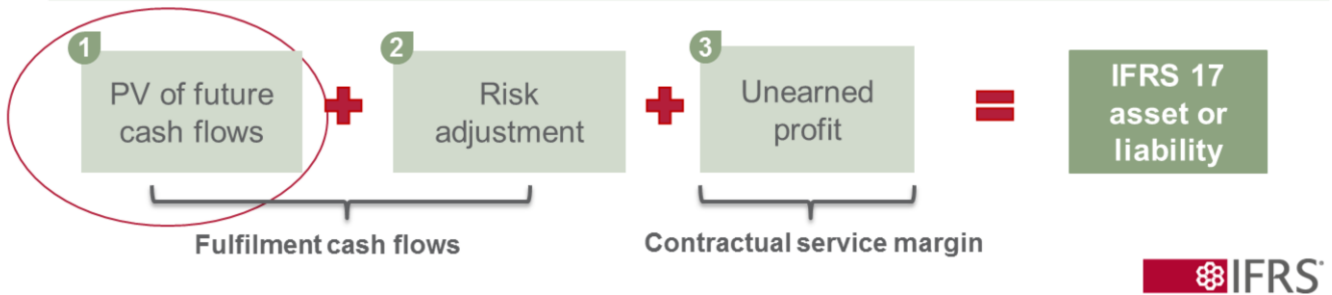 1
PV of future
cash flows
2
Risk
adjustment
3
Unearned
profit
IFRS 17
asset or
liability
Fulfilment cash flows
Contractual service margin
IFRS